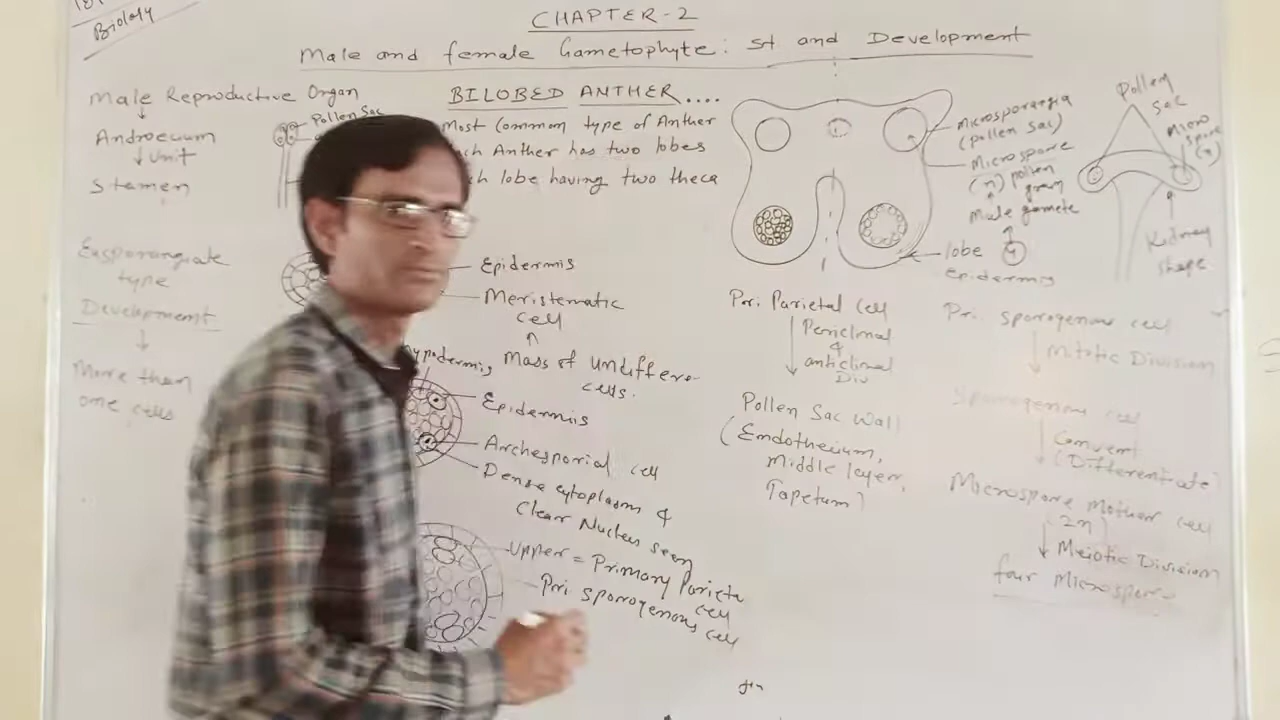 Biology
CHAPTER-2
Male and female Gametophyte: st and Development
Male Reproductive Organ
Androecium
Unit
Stamen
Pollen Sac
Eusporangiate
type
Development
More than
one cells
BILOBED ANTHER....
Most Common type of Anther
ch Anther has two lobes
ch lobe having two theca
Epidermis
Meristematic
cell
Mass of undiffere
cells.
ypodermis
Epidermis
Archesporial cell
Dense cytoplasm &
Clear Nucleus seen
Upper = Primary Parieta
cell
Pri sporogenous cell
Microsporangia
(pollen sac)
Microspore
(n) pollen
grain
Male gamete
lobe
Epidermis
Pollen
Sac
Micro
spore
(n)
Kidney
shape
Pri. Parietal cell
Periclinal
&
anticlinal
Div
Pollen Sac Wall
(Endothecium,
Middle layer,
Tapetum)
Pri. sporogenous cell
Mitotic Division
Sporogenous cell
Convert
(Differentiate)
Microspore Mother cell
(2n)
Meiotic Division
four Microspore